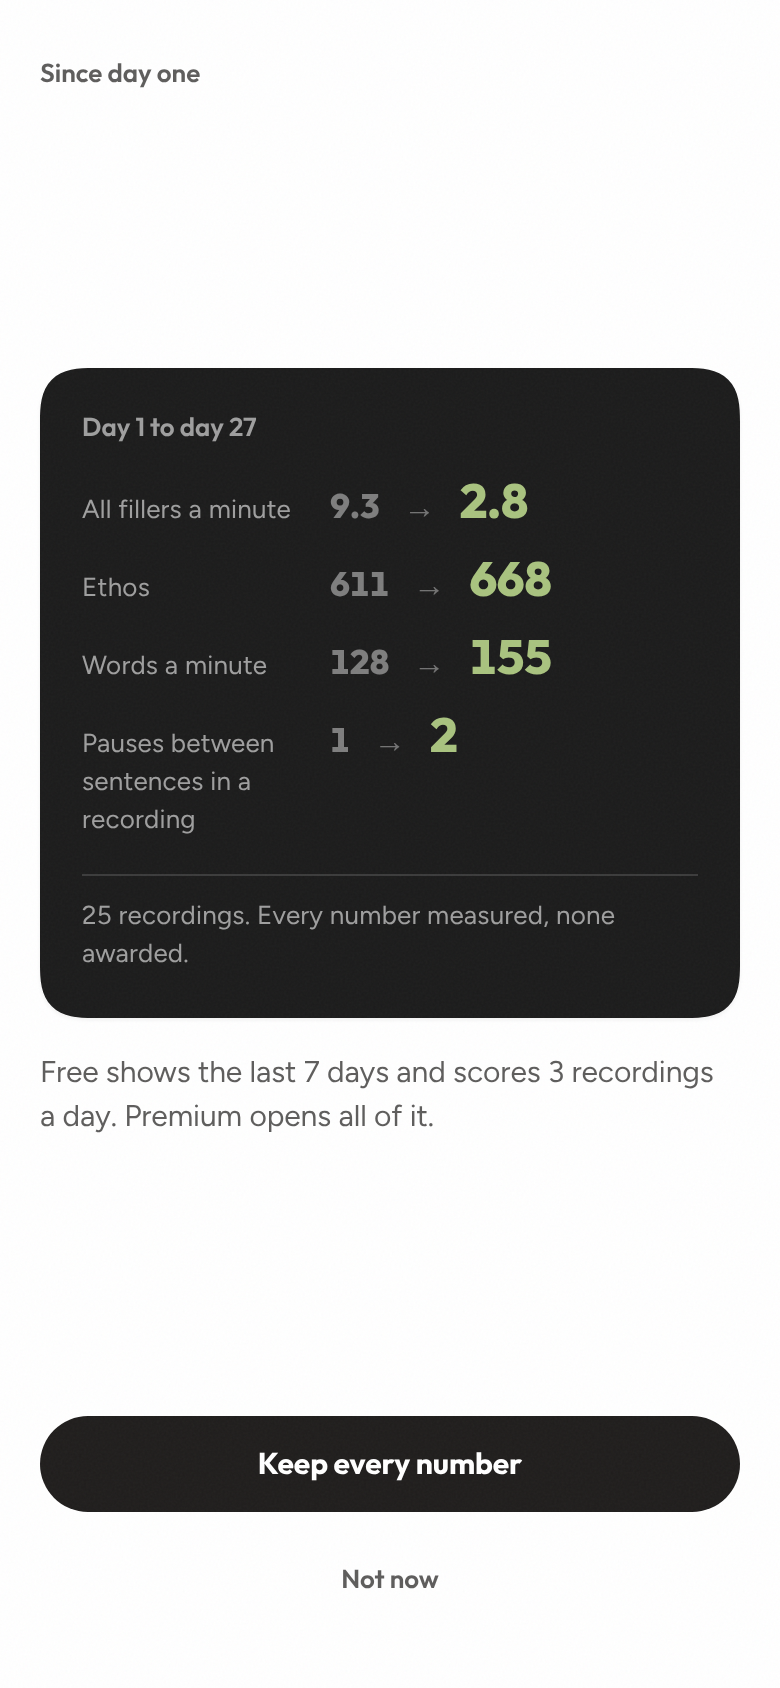 Since day one
Day 1 to day 27
All fillers a minute 9.3 → 2.8
Ethos 611 → 668
Words a minute 128 → 155
Pauses between 1 → 2
sentences in a
recording
25 recordings. Every number measured, none
awarded.
Free shows the last 7 days and scores 3 recordings
a day. Premium opens all of it.
Keep every number
Not now